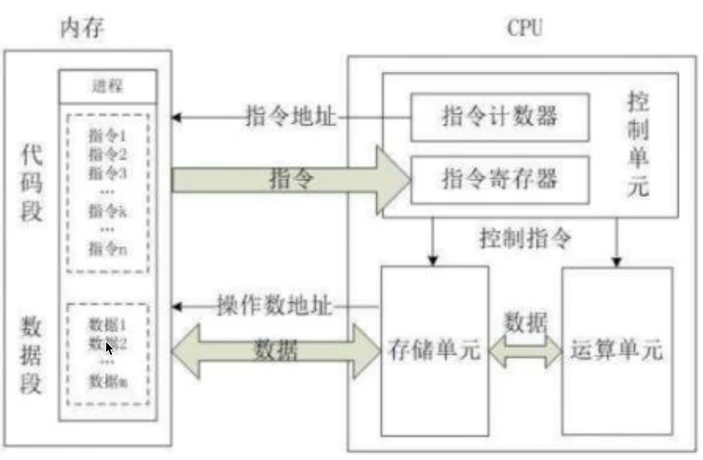 内存
CPU
进程
代码段
指令1
指令2
指令3
...
指令k
...
指令n
数据段
数据1
数据2
...
数据m
指令地址
指令
操作数地址
数据
指令计数器
指令寄存器
控制单元
控制指令
存储单元
数据
运算单元